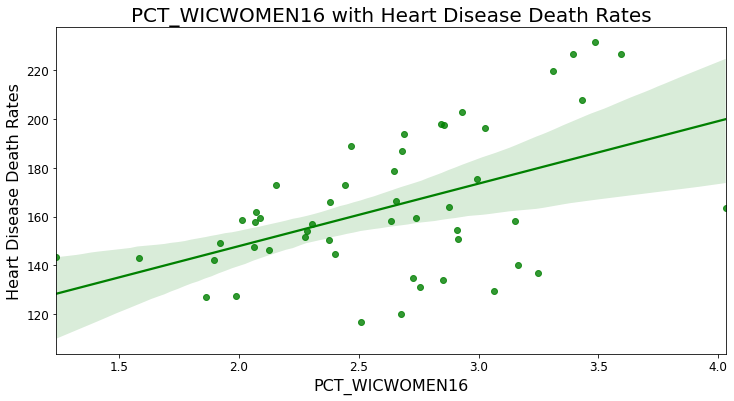 PCT_WICWOMEN16 with Heart Disease Death Rates
Heart Disease Death Rates
220
200
180
160
140
120
1.5 2.0 2.5 3.0 3.5 4.0
PCT_WICWOMEN16